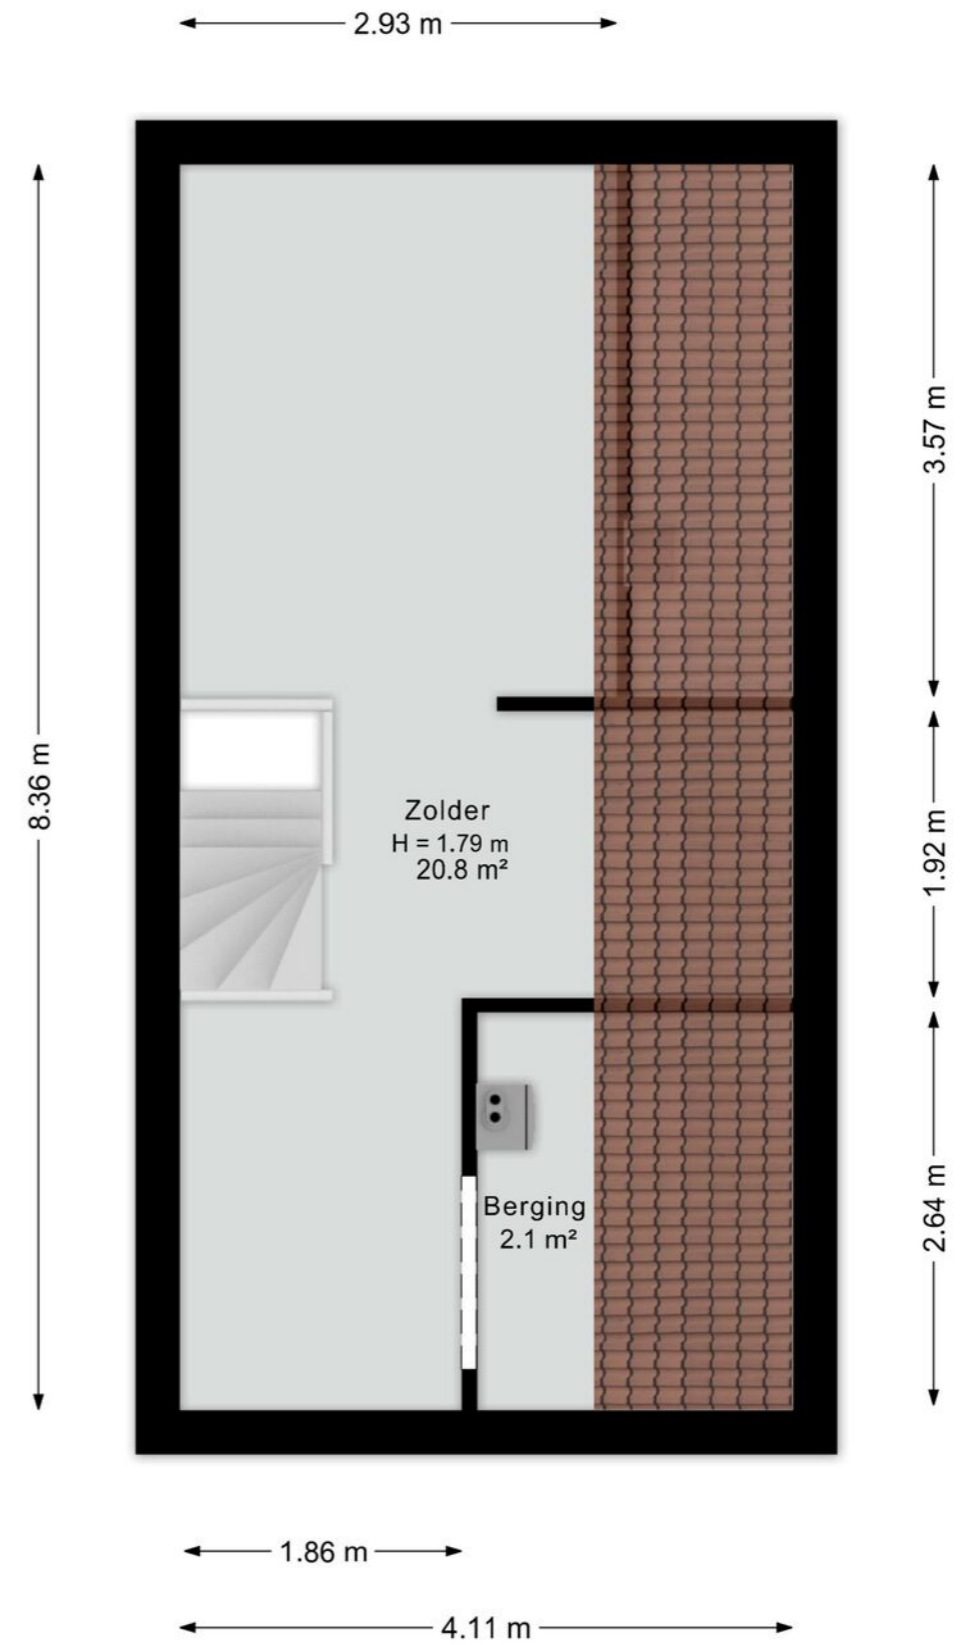 2.93 m
3.57 m
8.36 m
Zolder
H = 1.79 m
20.8 m²
1.92 m
2.64 m
Berging
2.1 m²
1.86 m
4.11 m